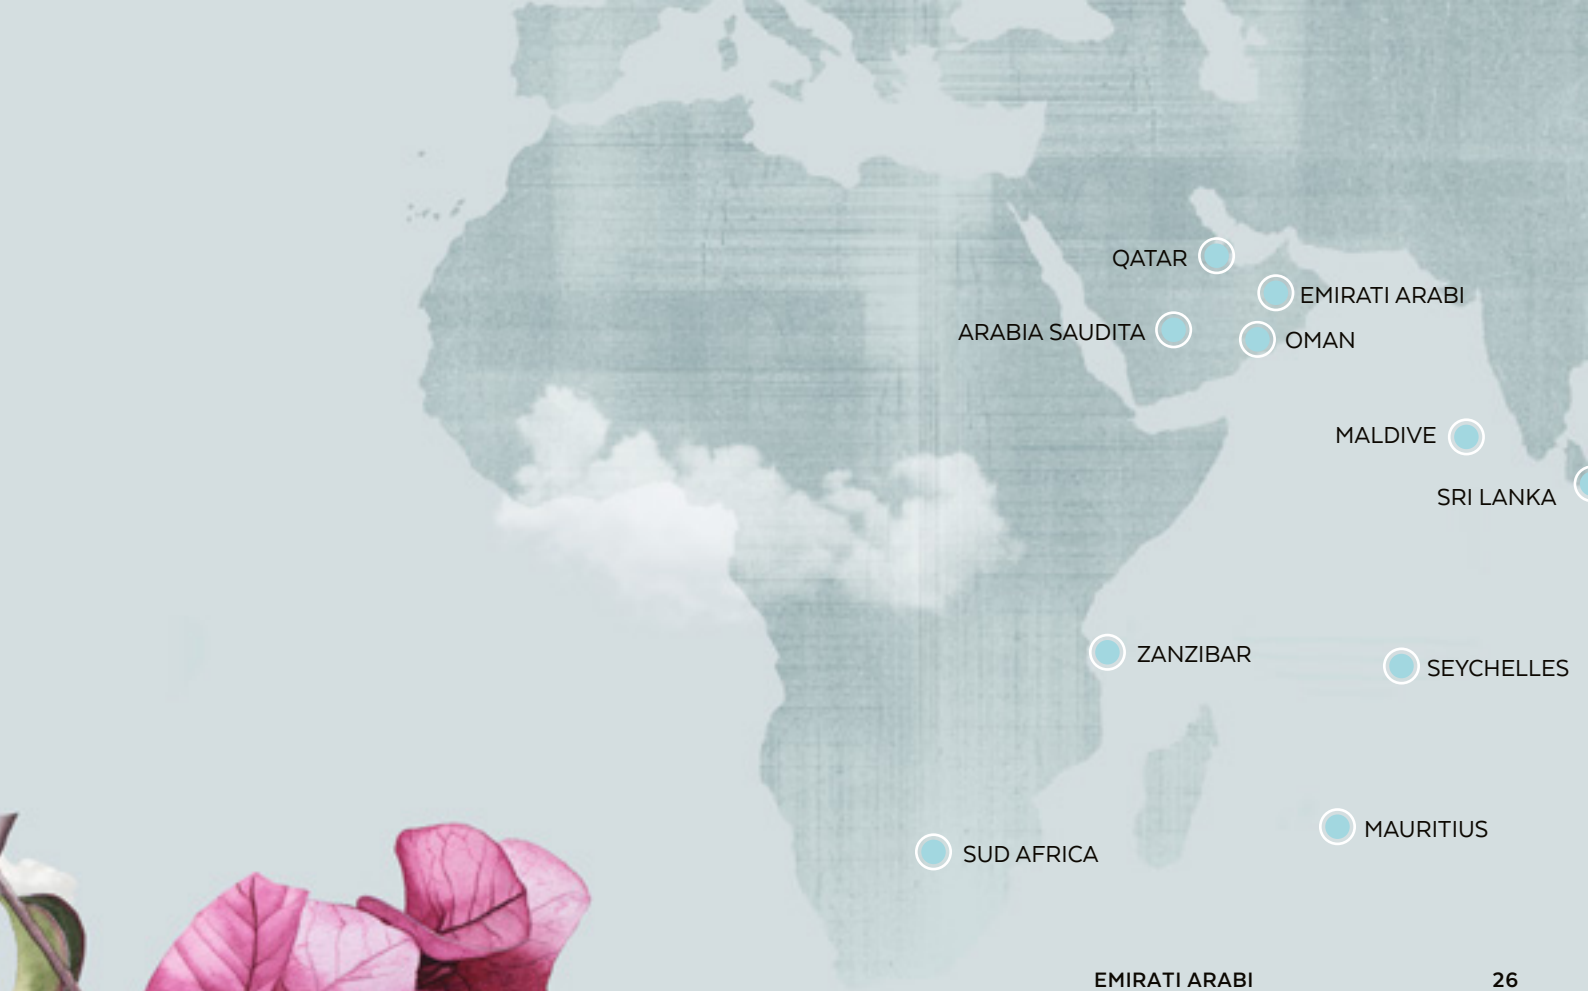 QATAR
EMIRATI ARABI
ARABIA SAUDITA
OMAN
MALDIVE
SRI LANKA
ZANZIBAR
SEYCHELLES
MAURITIUS
SUD AFRICA
EMIRATI ARABI 26